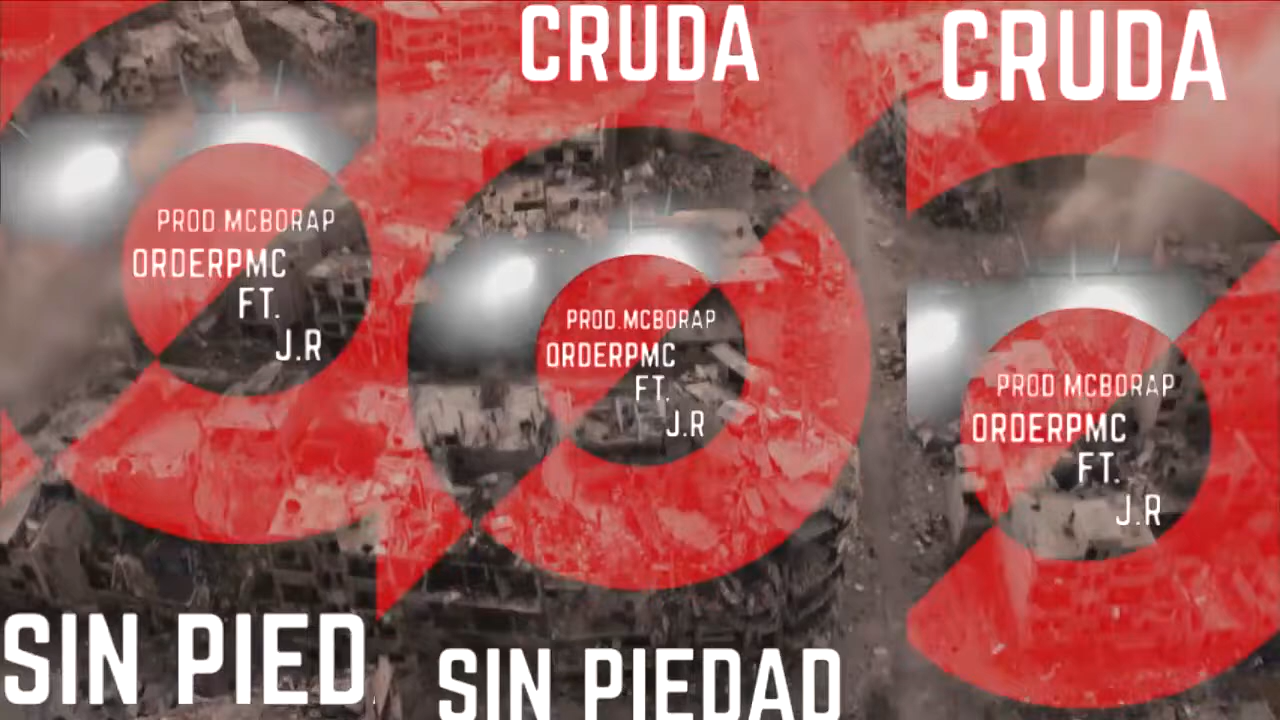 PROD MCBORAP
ORDERPMC
FT.
J.R
SIN PIED
CRUDA
PROD.MCBORAP
ORDERPMC
FT.
J.R
SIN PIEDAD
CRUDA
PROD MCBORAP
ORDERPMC
FT.
J.R